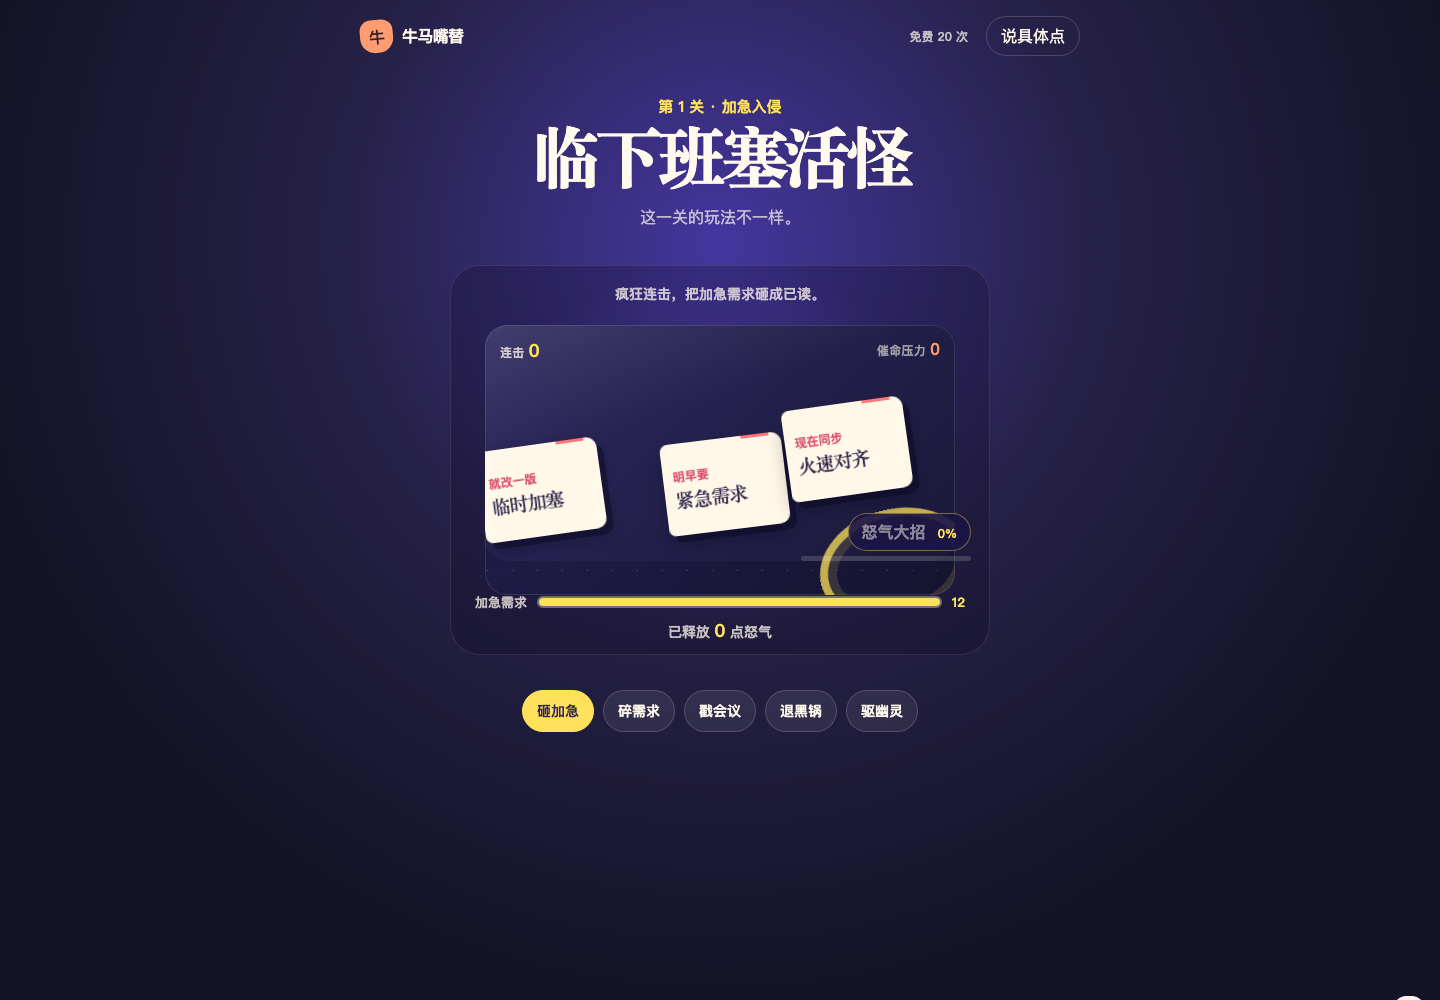 牛 牛马嘴替
免费 20 次
说具体点
第 1 关 · 加急入侵
临下班塞活怪
这一关的玩法不一样。
疯狂连击，把加急需求砸成已读。
连击 0
催命压力 0
就改一版
临时加塞
明早要
紧急需求
现在同步
火速对齐
怒气大招 0%
加急需求 12
已释放 0 点怒气
砸加急 碎需求 戳会议 退黑锅 驱幽灵